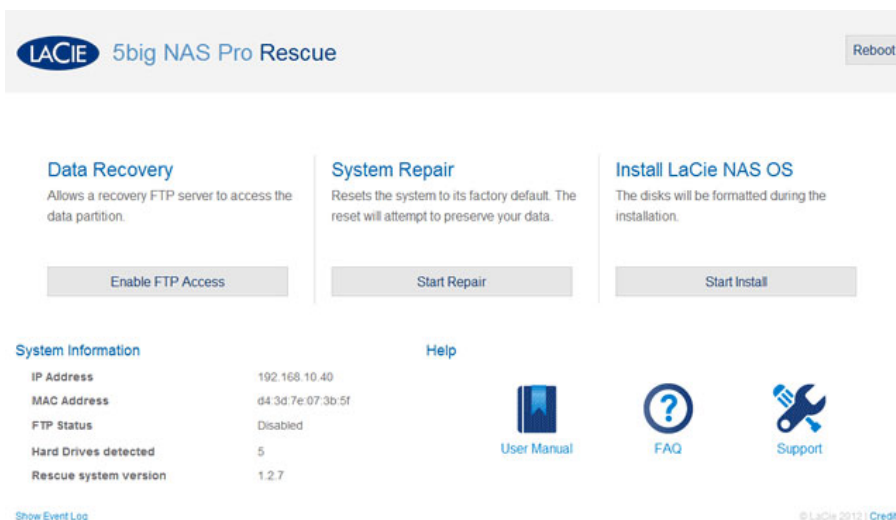 LACIE 5big NAS Pro Rescue
Reboot
Data Recovery
Allows a recovery FTP server to access the
data partition.
Enable FTP Access
System Repair
Resets the system to its factory default. The
reset will attempt to preserve your data.
Start Repair
Install LaCie NAS OS
The disks will be formatted during the
installation.
Start Install
System Information
IP Address 192.168.10.40
MAC Address d4:3d:7e:07:3b:5f
FTP Status Disabled
Hard Drives detected 5
Rescue system version 1.2.7
Help
User Manual
FAQ
Support
Show Event Log
© LaCie 2012 | Credit